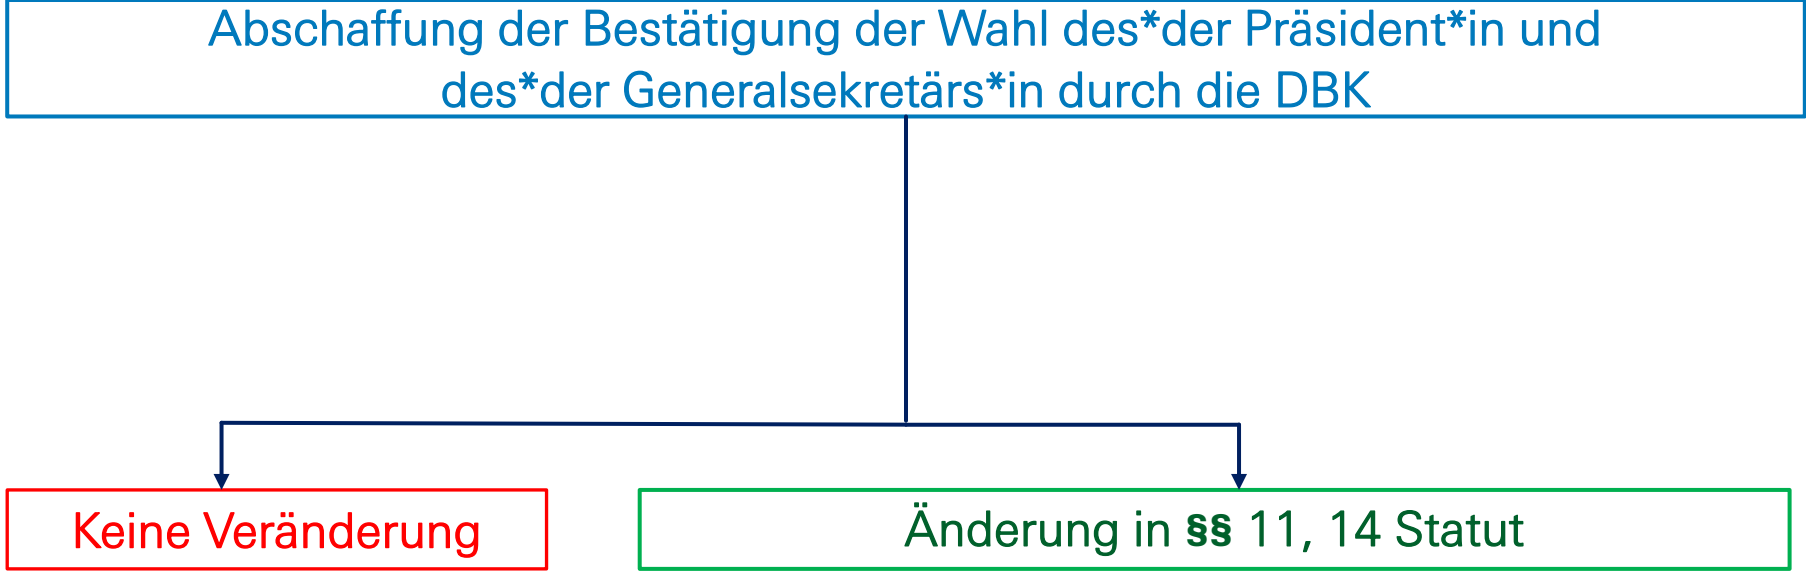 Abschaffung der Bestätigung der Wahl des*der Präsident*in und
des*der Generalsekretärs*in durch die DBK
Keine Veränderung
Änderung in §§ 11, 14 Statut